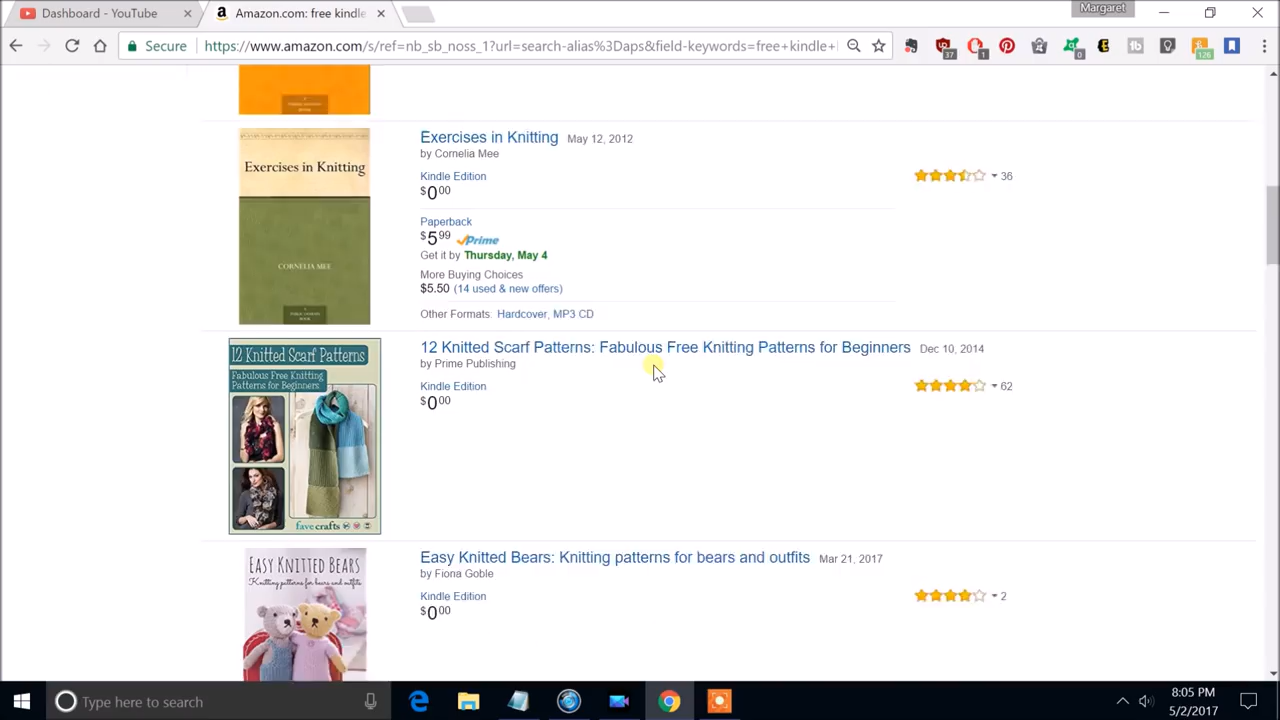 Dashboard - YouTube
Amazon.com: free kindle
Margaret
Secure
https://www.amazon.com/s/ref=nb_sb_noss_1?url=search-alias%3Daps&field-keywords=free+kindle+
37
1
0
126
Exercises in Knitting
CORNELIA MEE
Exercises in Knitting May 12, 2012
by Cornelia Mee
Kindle Edition
$0 00
36
Paperback
$5 99 Prime
Get it by Thursday, May 4
More Buying Choices
$5.50 (14 used & new offers)
Other Formats: Hardcover, MP3 CD
12 Knitted Scarf Patterns
Fabulous Free Knitting
Patterns for Beginners
favecrafts
12 Knitted Scarf Patterns: Fabulous Free Knitting Patterns for Beginners Dec 10, 2014
by Prime Publishing
Kindle Edition
$0 00
62
EASY KNITTED BEARS
Knitting patterns for bears and outfits
Easy Knitted Bears: Knitting patterns for bears and outfits Mar 21, 2017
by Fiona Goble
Kindle Edition
$0 00
2
Type here to search
8:05 PM
5/2/2017